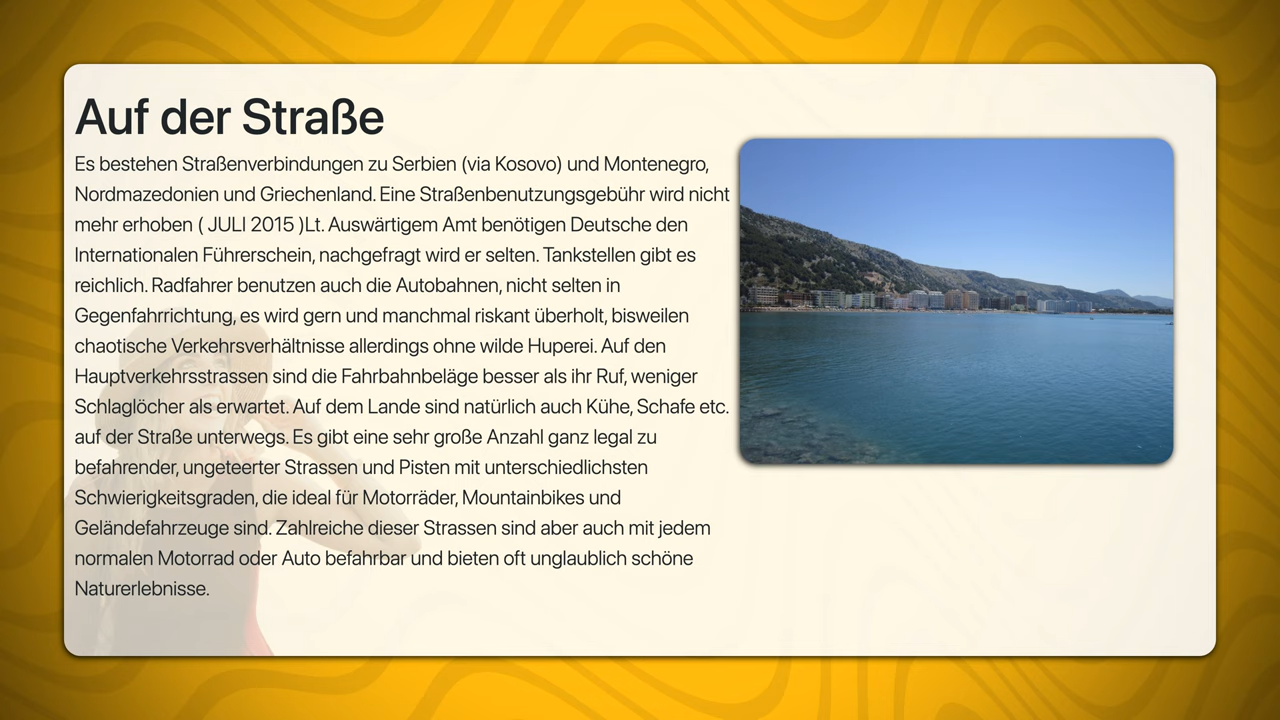 Auf der Straße
Es bestehen Straßenverbindungen zu Serbien (via Kosovo) und Montenegro,
Nordmazedonien und Griechenland. Eine Straßenbenutzungsgebühr wird nicht
mehr erhoben ( JULI 2015 )Lt. Auswärtigem Amt benötigen Deutsche den
Internationalen Führerschein, nachgefragt wird er selten. Tankstellen gibt es
reichlich. Radfahrer benutzen auch die Autobahnen, nicht selten in
Gegenfahrrichtung, es wird gern und manchmal riskant überholt, bisweilen
chaotische Verkehrsverhältnisse allerdings ohne wilde Huperei. Auf den
Hauptverkehrsstrassen sind die Fahrbahnbeläge besser als ihr Ruf, weniger
Schlaglöcher als erwartet. Auf dem Lande sind natürlich auch Kühe, Schafe etc.
auf der Straße unterwegs. Es gibt eine sehr große Anzahl ganz legal zu
befahrender, ungeteerter Strassen und Pisten mit unterschiedlichsten
Schwierigkeitsgraden, die ideal für Motorräder, Mountainbikes und
Geländefahrzeuge sind. Zahlreiche dieser Strassen sind aber auch mit jedem
normalen Motorrad oder Auto befahrbar und bieten oft unglaublich schöne
Naturerlebnisse.